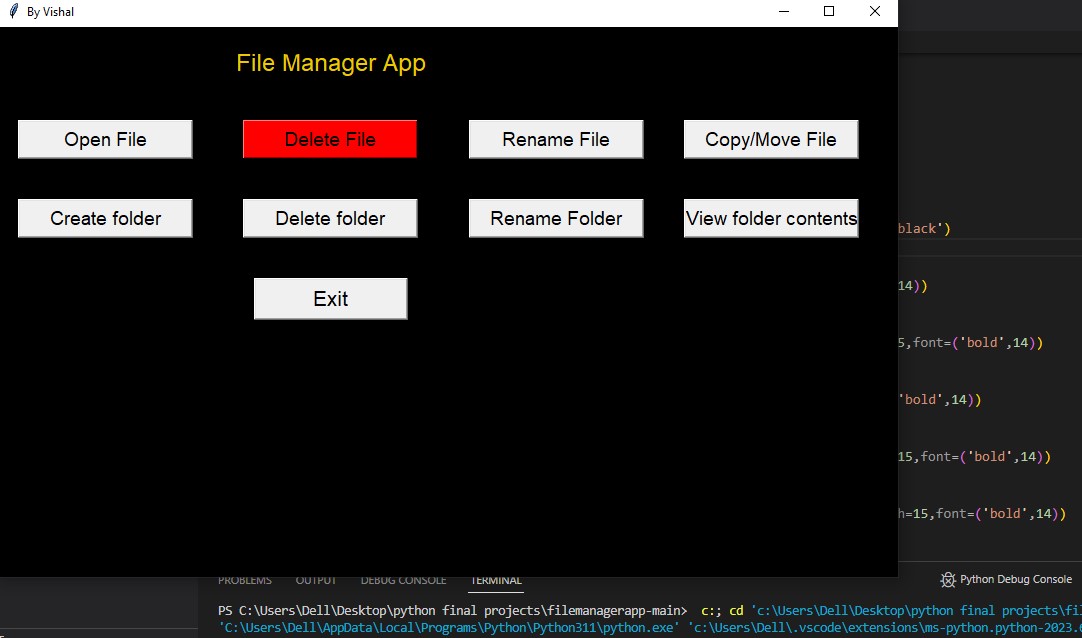 By Vishal
File Manager App
Open File
Delete File
Rename File
Copy/Move File
Create folder
Delete folder
Rename Folder
View folder contents
Exit
black')
14))
5,font=('bold',14))
'bold',14))
15,font=('bold',14))
h=15,font=('bold',14))
PROBLEMS OUTPUT DEBUG CONSOLE TERMINAL
Python Debug Console
PS C:\Users\Dell\Desktop\python final projects\filemanagerapp-main> c:; cd 'c:\Users\Dell\Desktop\python final projects\fil
'C:\Users\Dell\AppData\Local\Programs\Python\Python311\python.exe' 'c:\Users\Dell\.vscode\extensions\ms-python.python-2023.